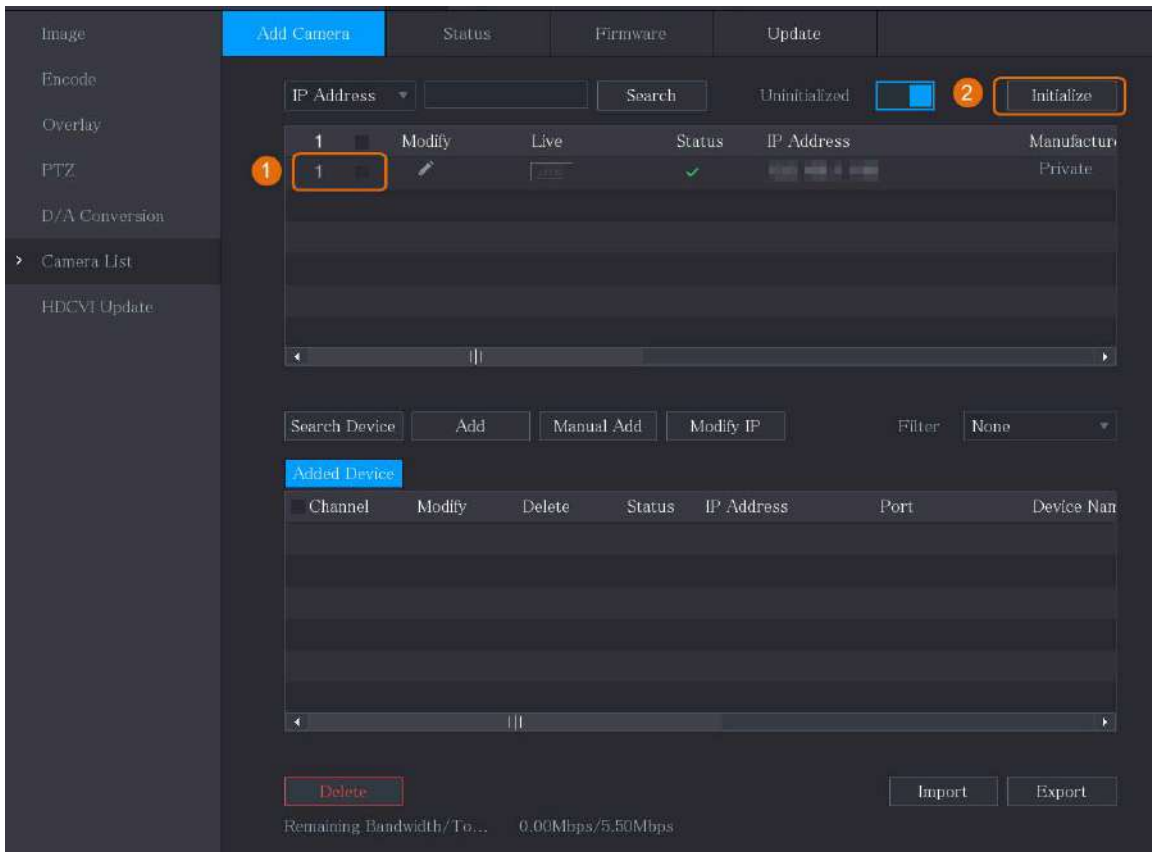 Image
Add Camera Status Firmware Update
Encode
IP Address Search Uninitialized 2 Initialize
Overlay
1 Modify Live Status IP Address Manufactur
PTZ
1 1 Private
D/A Conversion
Camera List
HDCVI Update
Search Device Add Manual Add Modify IP Filter None
Added Device
Channel Modify Delete Status IP Address Port Device Nam
Delete Import Export
Remaining Bandwidth/To... 0.00Mbps/5.50Mbps